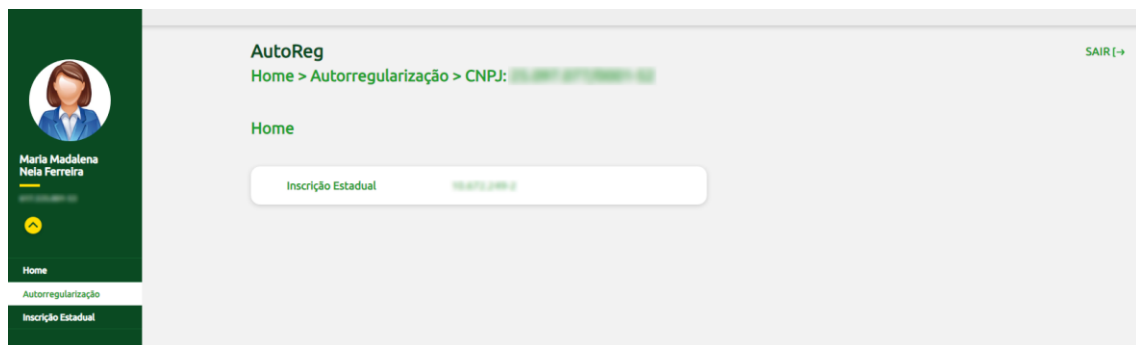 AutoReg
SAIR
Home > Autorregularização > CNPJ:
Home
Inscrição Estadual
Maria Madalena
Neia Ferreira
Home
Autorregularização
Inscrição Estadual